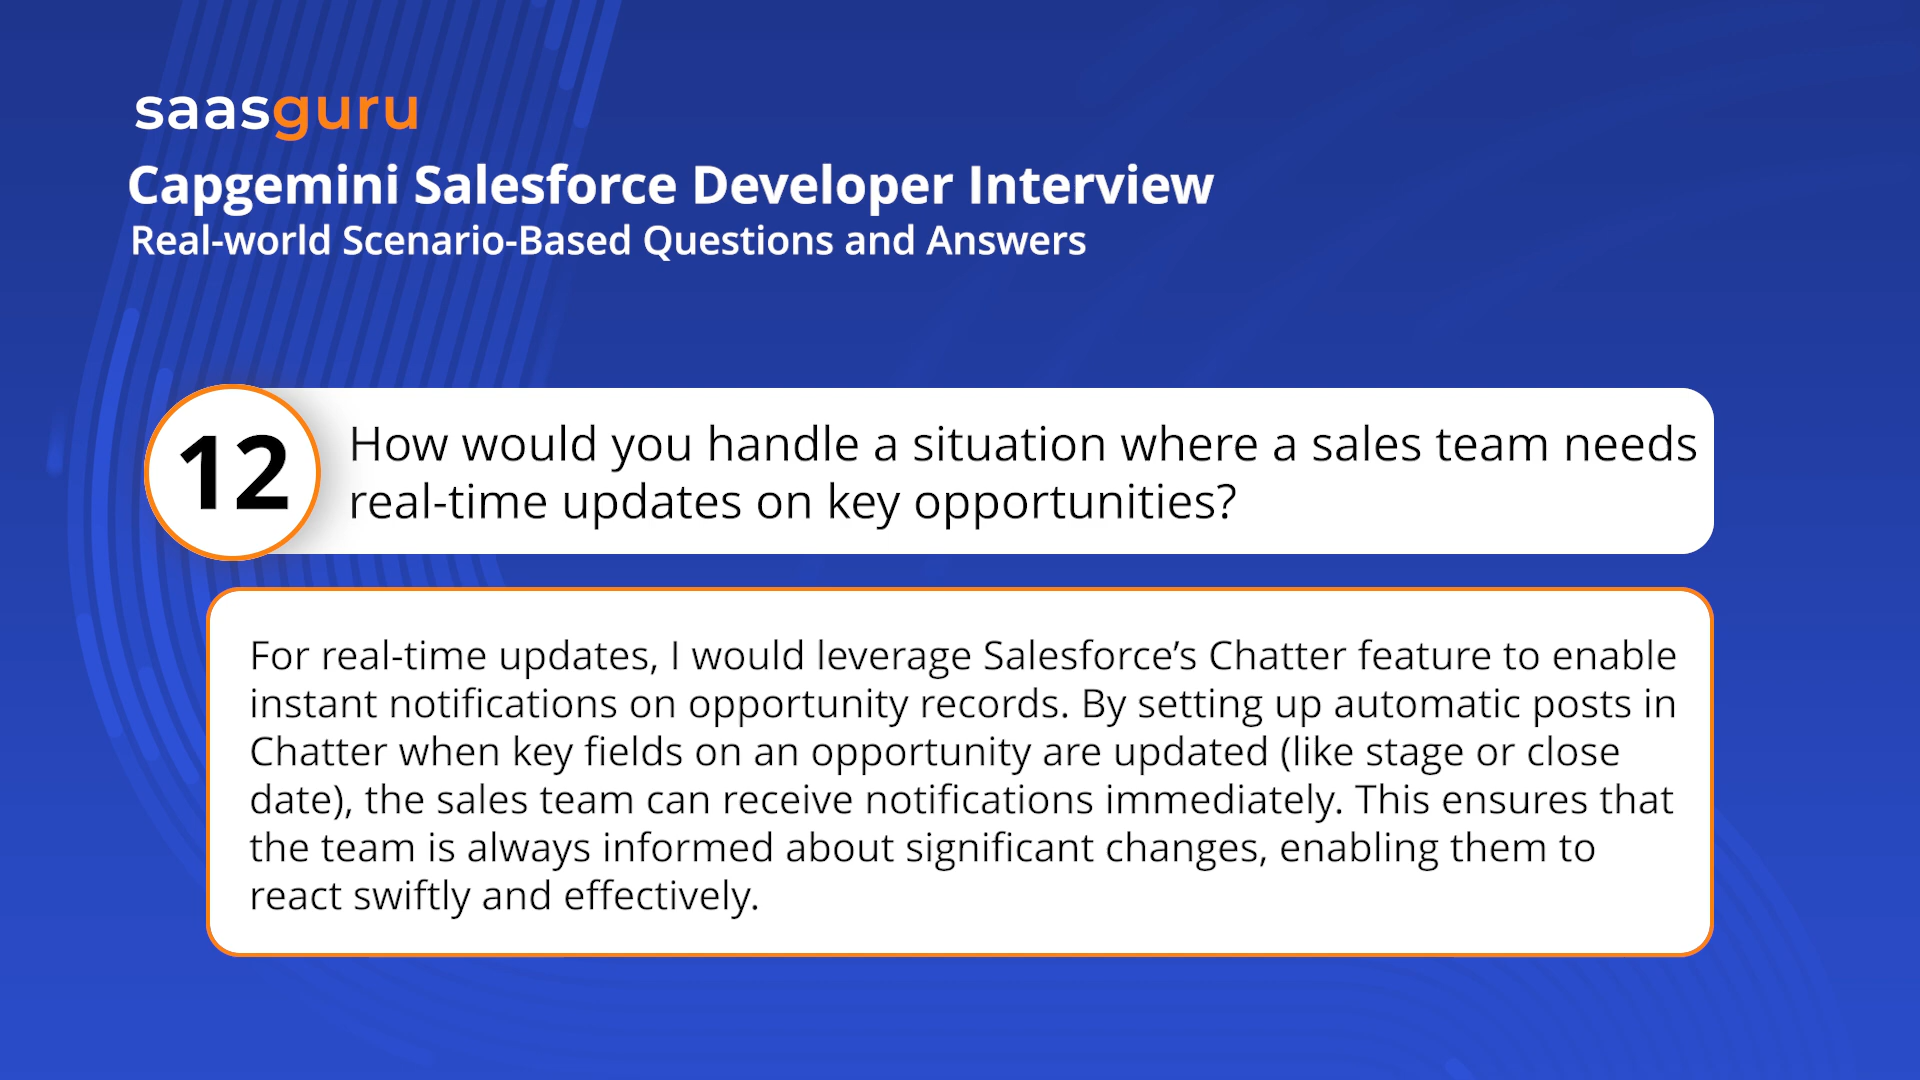 saasguru
Capgemini Salesforce Developer Interview
Real-world Scenario-Based Questions and Answers
12
How would you handle a situation where a sales team needs
real-time updates on key opportunities?
For real-time updates, I would leverage Salesforce’s Chatter feature to enable
instant notifications on opportunity records. By setting up automatic posts in
Chatter when key fields on an opportunity are updated (like stage or close
date), the sales team can receive notifications immediately. This ensures that
the team is always informed about significant changes, enabling them to
react swiftly and effectively.